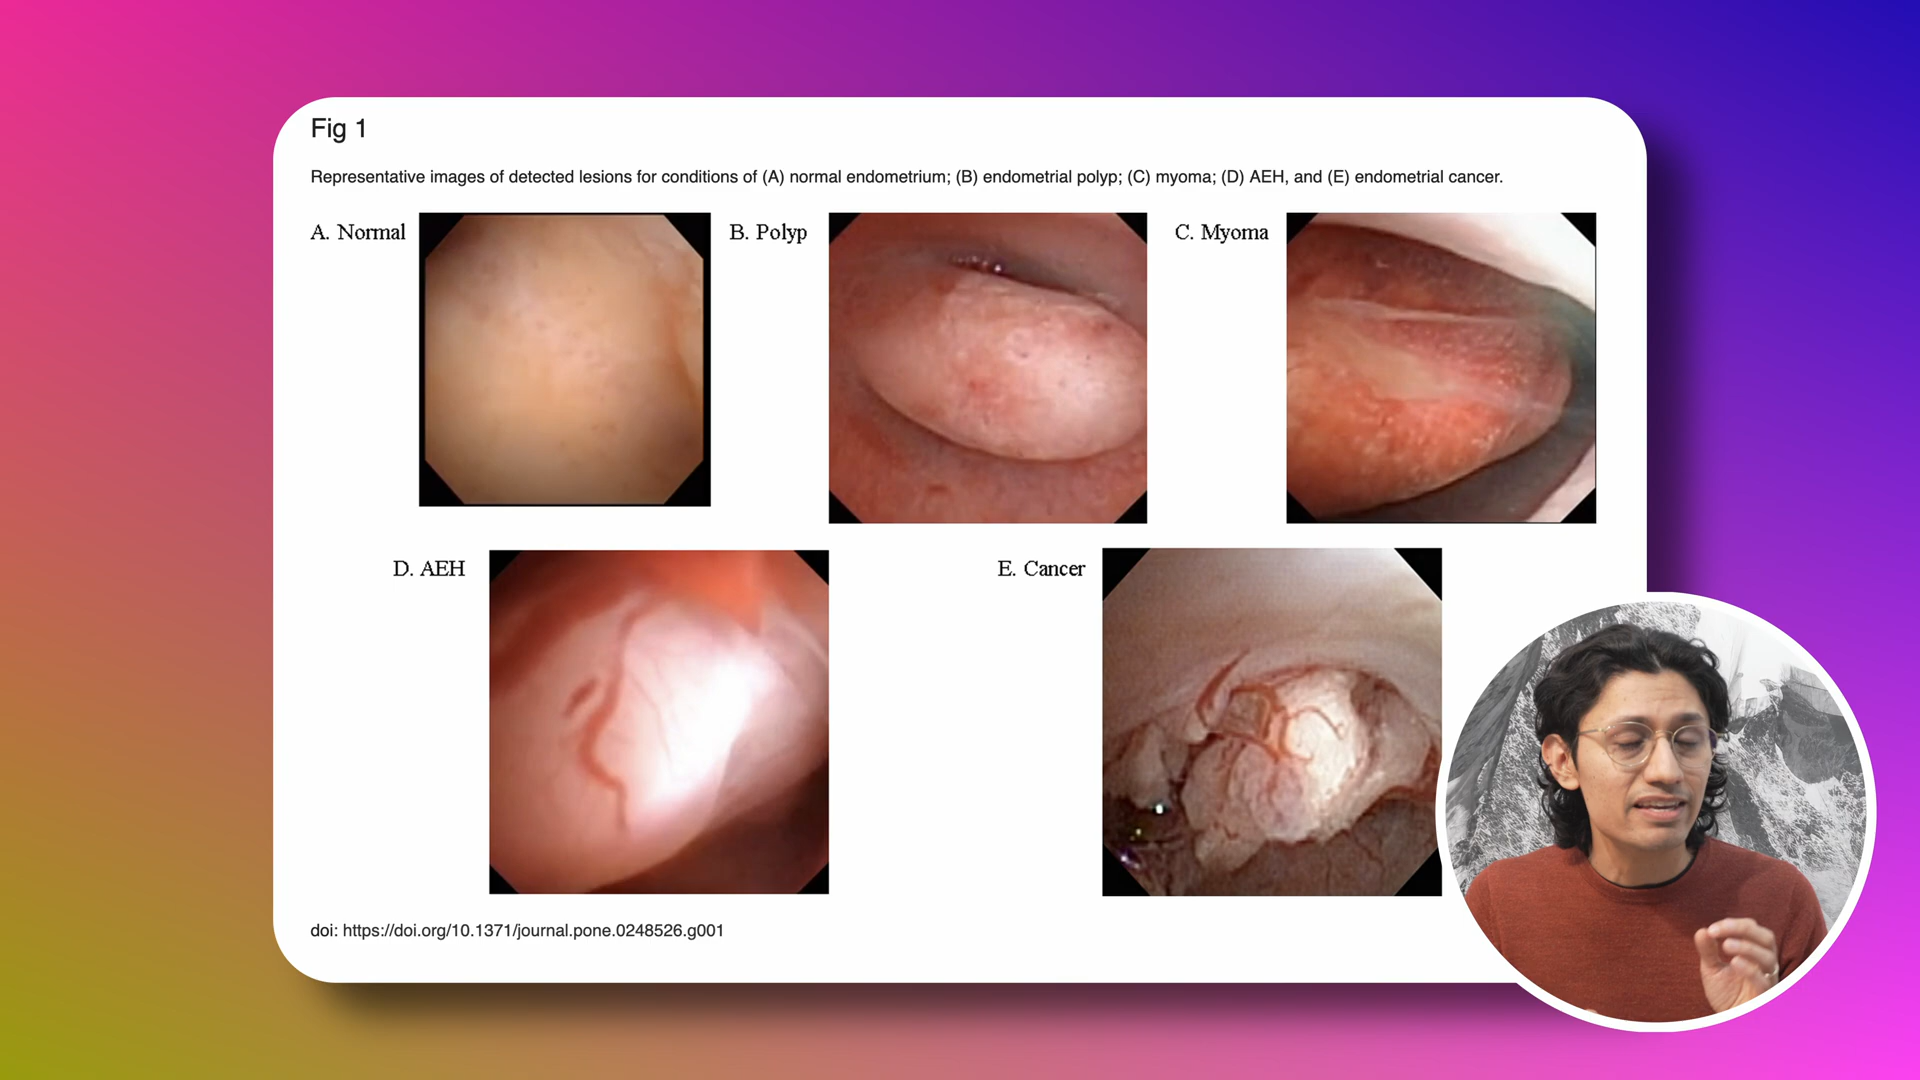 Fig 1
Representative images of detected lesions for conditions of (A) normal endometrium; (B) endometrial polyp; (C) myoma; (D) AEH, and (E) endometrial cancer.
A. Normal
B. Polyp
C. Myoma
D. AEH
E. Cancer
doi: https://doi.org/10.1371/journal.pone.0248526.g001